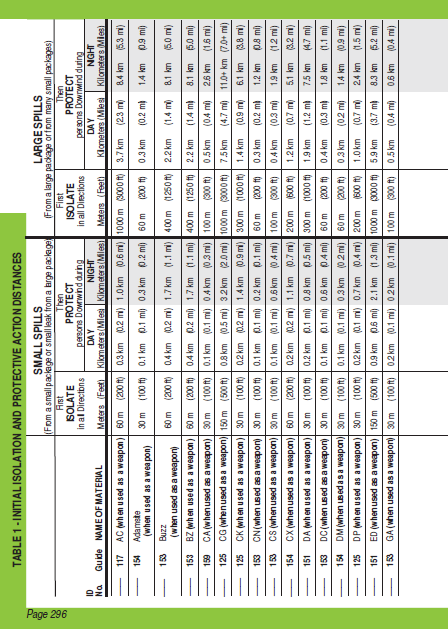 TABLE 1 - INITIAL ISOLATION AND PROTECTIVE ACTION DISTANCES
SMALL SPILLS LARGE SPILLS
(From a small package or small leak from a large package) (From a large package or from many small packages)
First Then First Then
ISOLATE PROTECT ISOLATE PROTECT
in all Directions persons Downwind during in all Directions persons Downwind during
ID DAY NIGHT DAY NIGHT
No. Guide NAME OF MATERIAL Meters (Feet) Kilometers (Miles) Kilometers (Miles) Meters (Feet) Kilometers (Miles) Kilometers (Miles)
—— 117 AC (when used as a weapon) 60 m (200 ft) 0.3 km (0.2 mi) 1.0 km (0.6 mi) 1000 m (3000 ft) 3.7 km (2.3 mi) 8.4 km (5.3 mi)
—— 154 Adamsite 30 m (100 ft) 0.1 km (0.1 mi) 0.3 km (0.2 mi) 60 m (200 ft) 0.3 km (0.2 mi) 1.4 km (0.9 mi)
(when used as a weapon)
—— 153 Buzz 60 m (200 ft) 0.4 km (0.2 mi) 1.7 km (1.1 mi) 400 m (1250 ft) 2.2 km (1.4 mi) 8.1 km (5.0 mi)
(when used as a weapon)
—— 153 BZ (when used as a weapon) 60 m (200 ft) 0.4 km (0.2 mi) 1.7 km (1.1 mi) 400 m (1250 ft) 2.2 km (1.4 mi) 8.1 km (5.0 mi)
—— 159 CA (when used as a weapon) 30 m (100 ft) 0.1 km (0.1 mi) 0.4 km (0.3 mi) 100 m (300 ft) 0.5 km (0.4 mi) 2.6 km (1.6 mi)
—— 125 CG (when used as a weapon) 150 m (500 ft) 0.8 km (0.5 mi) 3.2 km (2.0 mi) 1000 m (3000 ft) 7.5 km (4.7 mi) 11.0+ km (7.0+ mi)
—— 125 CK (when used as a weapon) 30 m (100 ft) 0.2 km (0.2 mi) 1.4 km (0.9 mi) 300 m (1000 ft) 1.4 km (0.9 mi) 6.1 km (3.8 mi)
—— 153 CN (when used as a weapon) 30 m (100 ft) 0.1 km (0.1 mi) 0.2 km (0.1 mi) 60 m (200 ft) 0.3 km (0.2 mi) 1.2 km (0.8 mi)
—— 153 CS (when used as a weapon) 30 m (100 ft) 0.1 km (0.1 mi) 0.6 km (0.4 mi) 100 m (300 ft) 0.4 km (0.3 mi) 1.9 km (1.2 mi)
—— 154 CX (when used as a weapon) 60 m (200 ft) 0.2 km (0.2 mi) 1.1 km (0.7 mi) 200 m (600 ft) 1.2 km (0.7 mi) 5.1 km (3.2 mi)
—— 151 DA (when used as a weapon) 30 m (100 ft) 0.2 km (0.1 mi) 0.8 km (0.5 mi) 300 m (1000 ft) 1.9 km (1.2 mi) 7.5 km (4.7 mi)
—— 153 DC (when used as a weapon) 30 m (100 ft) 0.1 km (0.1 mi) 0.6 km (0.4 mi) 60 m (200 ft) 0.4 km (0.3 mi) 1.8 km (1.1 mi)
—— 154 DM (when used as a weapon) 30 m (100 ft) 0.1 km (0.1 mi) 0.3 km (0.2 mi) 60 m (200 ft) 0.3 km (0.2 mi) 1.4 km (0.9 mi)
—— 125 DP (when used as a weapon) 30 m (100 ft) 0.2 km (0.1 mi) 0.7 km (0.4 mi) 200 m (600 ft) 1.0 km (0.7 mi) 2.4 km (1.5 mi)
—— 151 ED (when used as a weapon) 150 m (500 ft) 0.9 km (0.6 mi) 2.1 km (1.3 mi) 1000 m (3000 ft) 5.9 km (3.7 mi) 8.3 km (5.2 mi)
—— 153 GA (when used as a weapon) 30 m (100 ft) 0.2 km (0.1 mi) 0.2 km (0.1 mi) 100 m (300 ft) 0.5 km (0.4 mi) 0.6 km (0.4 mi)
Page 296